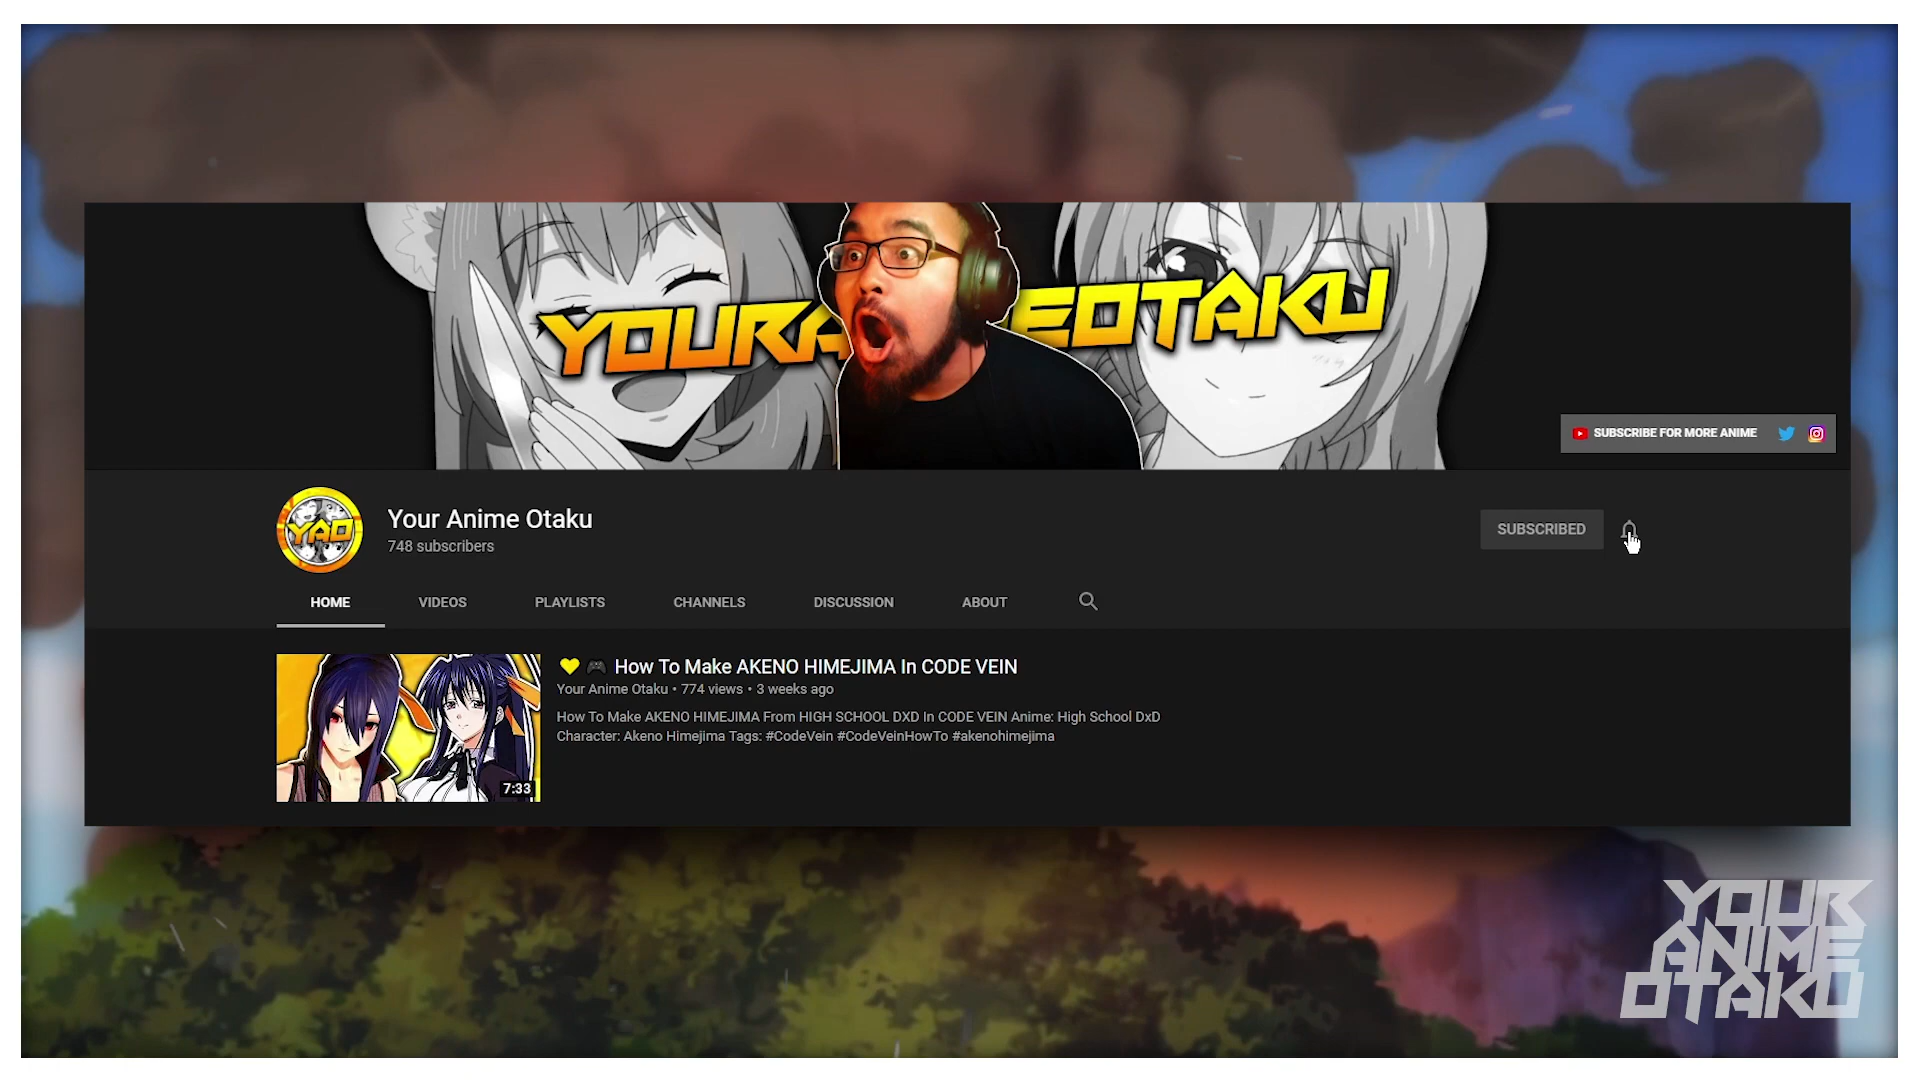 YOURA EOTAKU
SUBSCRIBE FOR MORE ANIME
YAO
Your Anime Otaku
748 subscribers
SUBSCRIBED
HOME VIDEOS PLAYLISTS CHANNELS DISCUSSION ABOUT
How To Make AKENO HIMEJIMA In CODE VEIN
Your Anime Otaku • 774 views • 3 weeks ago
How To Make AKENO HIMEJIMA From HIGH SCHOOL DXD In CODE VEIN Anime: High School DxD
Character: Akeno Himejima Tags: #CodeVein #CodeVeinHowTo #akenohimejima
7:33
YOUR
ANIME
OTAKU